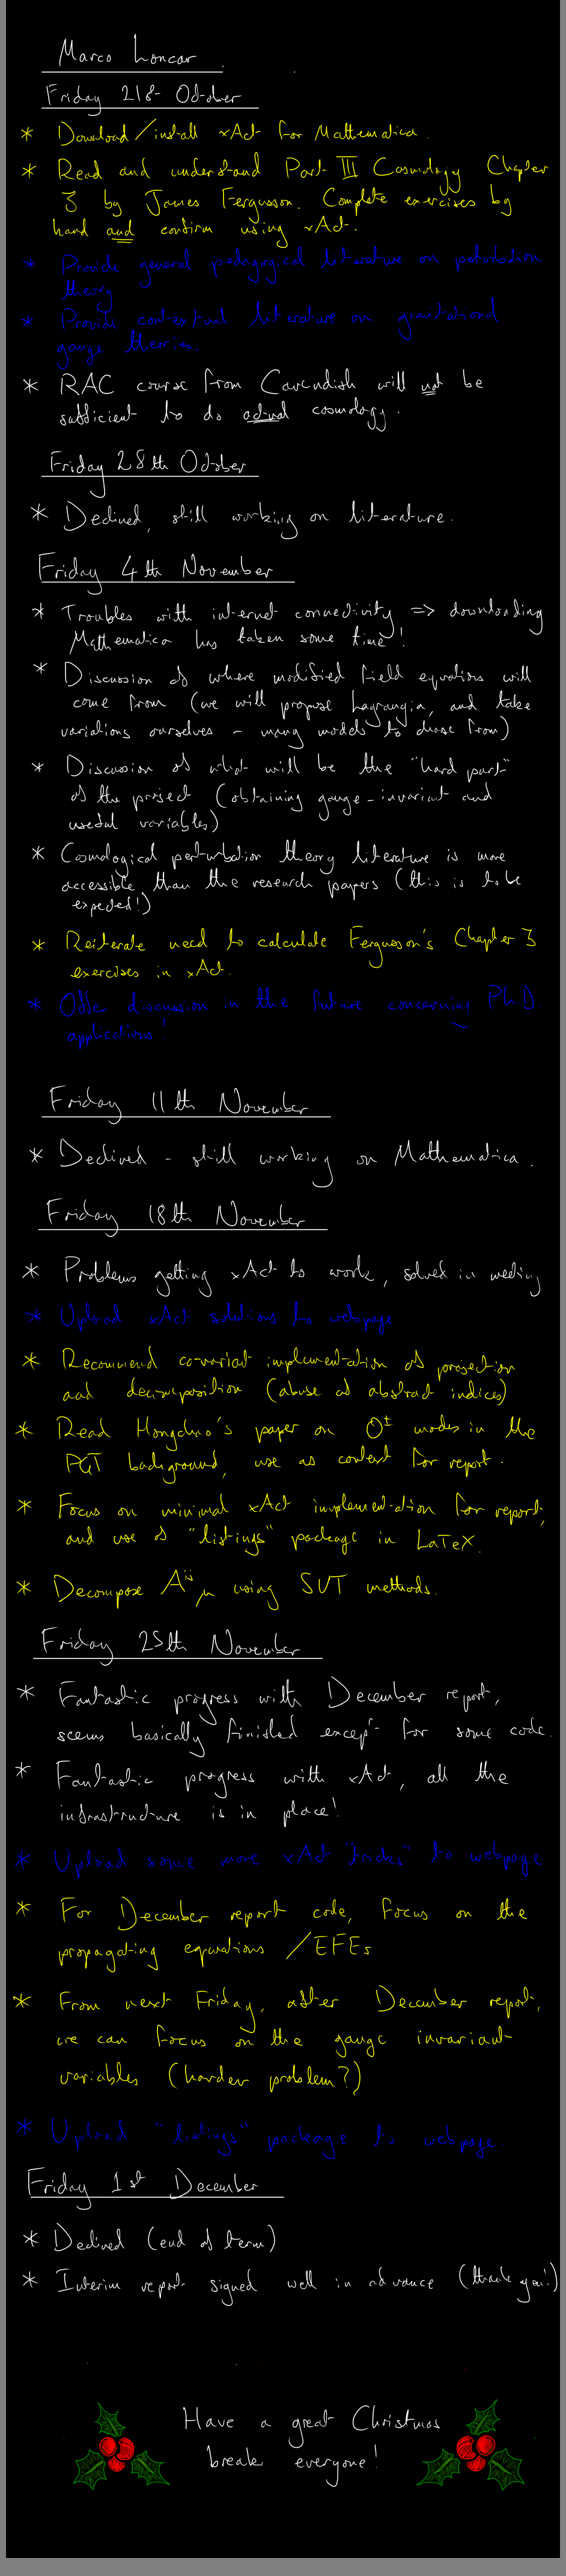 Marco Loncar
Friday 21st October
* Download/install xAct for Mathematica.
* Read and understand Part III Cosmology Chapter
3 by James Fergusson. Complete exercises by
hand and confirm using xAct.
* Provide general pedagogical literature on perturbation
theory
* Provide contextual literature on gravitational
gauge theories.
* RAC course from Cavendish will not be
sufficient to do actual cosmology.
Friday 28th October
* Declined, still working on literature.
Friday 4th November
* Troubles with internet connectivity => downloading
Mathematica has taken some time!
* Discussion of where modified field equations will
come from (we will propose Lagrangia, and take
variations ourselves - many models to choose from)
* Discussion of what will be the "hard part"
of the project (obtaining gauge-invariant and
useful variables)
* Cosmological perturbation theory literature is more
accessible than the research papers (this is to be
expected!)
* Reiterate need to calculate Fergusson's Chapter 3
exercises in xAct.
* Offer discussion in the future concerning Ph.D
applications!
Friday 11th November
* Declined - still working on Mathematica.
Friday 18th November
* Problems getting xAct to work, solved in meeting
* Upload xAct solutions to webpage
* Recommend co-variant implementation of projection
and decomposition (abuse of abstract indices)
* Read Hongchao's paper on 0± modes in the
PGT background, use as context for report.
* Focus on minimal xAct implementation for report,
and use of "listings" package in LaTeX.
* Decompose A^{ij}_μ using SVT methods.
Friday 25th November
* Fantastic progress with December report,
seems basically finished except for some code.
* Fantastic progress with xAct, all the
infrastructure is in place!
* Upload some more xAct "tricks" to webpage
* For December report code, focus on the
propagating equations / EFEs
* From next Friday, after December report,
we can focus on the gauge invariant
variables (harder problem?)
* Upload "listings" package to webpage.
Friday 1st December
* Declined (end of term)
* Interim report signed well in advance (thank you!)
Have a great Christmas
break everyone!